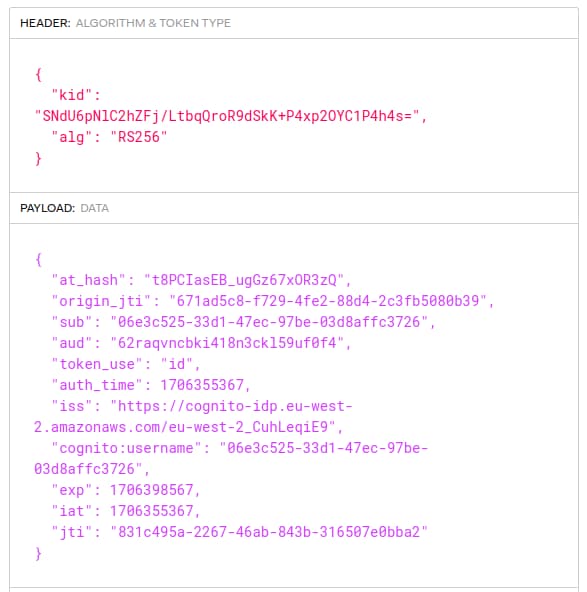 HEADER: ALGORITHM & TOKEN TYPE
{
"kid":
"SNdU6pNlC2hZFj/LtbqQroR9dSkK+P4xp2OYC1P4h4s=",
"alg": "RS256"
}
PAYLOAD: DATA
{
"at_hash": "t8PCIasEB_ugGz67xOR3zQ",
"origin_jti": "671ad5c8-f729-4fe2-88d4-2c3fb5080b39",
"sub": "06e3c525-33d1-47ec-97be-03d8affc3726",
"aud": "62raqvncbki418n3ckl59uf0f4",
"token_use": "id",
"auth_time": 1706355367,
"iss": "https://cognito-idp.eu-west-
2.amazonaws.com/eu-west-2_CuhLeqiE9",
"cognito:username": "06e3c525-33d1-47ec-97be-
03d8affc3726",
"exp": 1706398567,
"iat": 1706355367,
"jti": "831c495a-2267-46ab-843b-316507e0bba2"
}